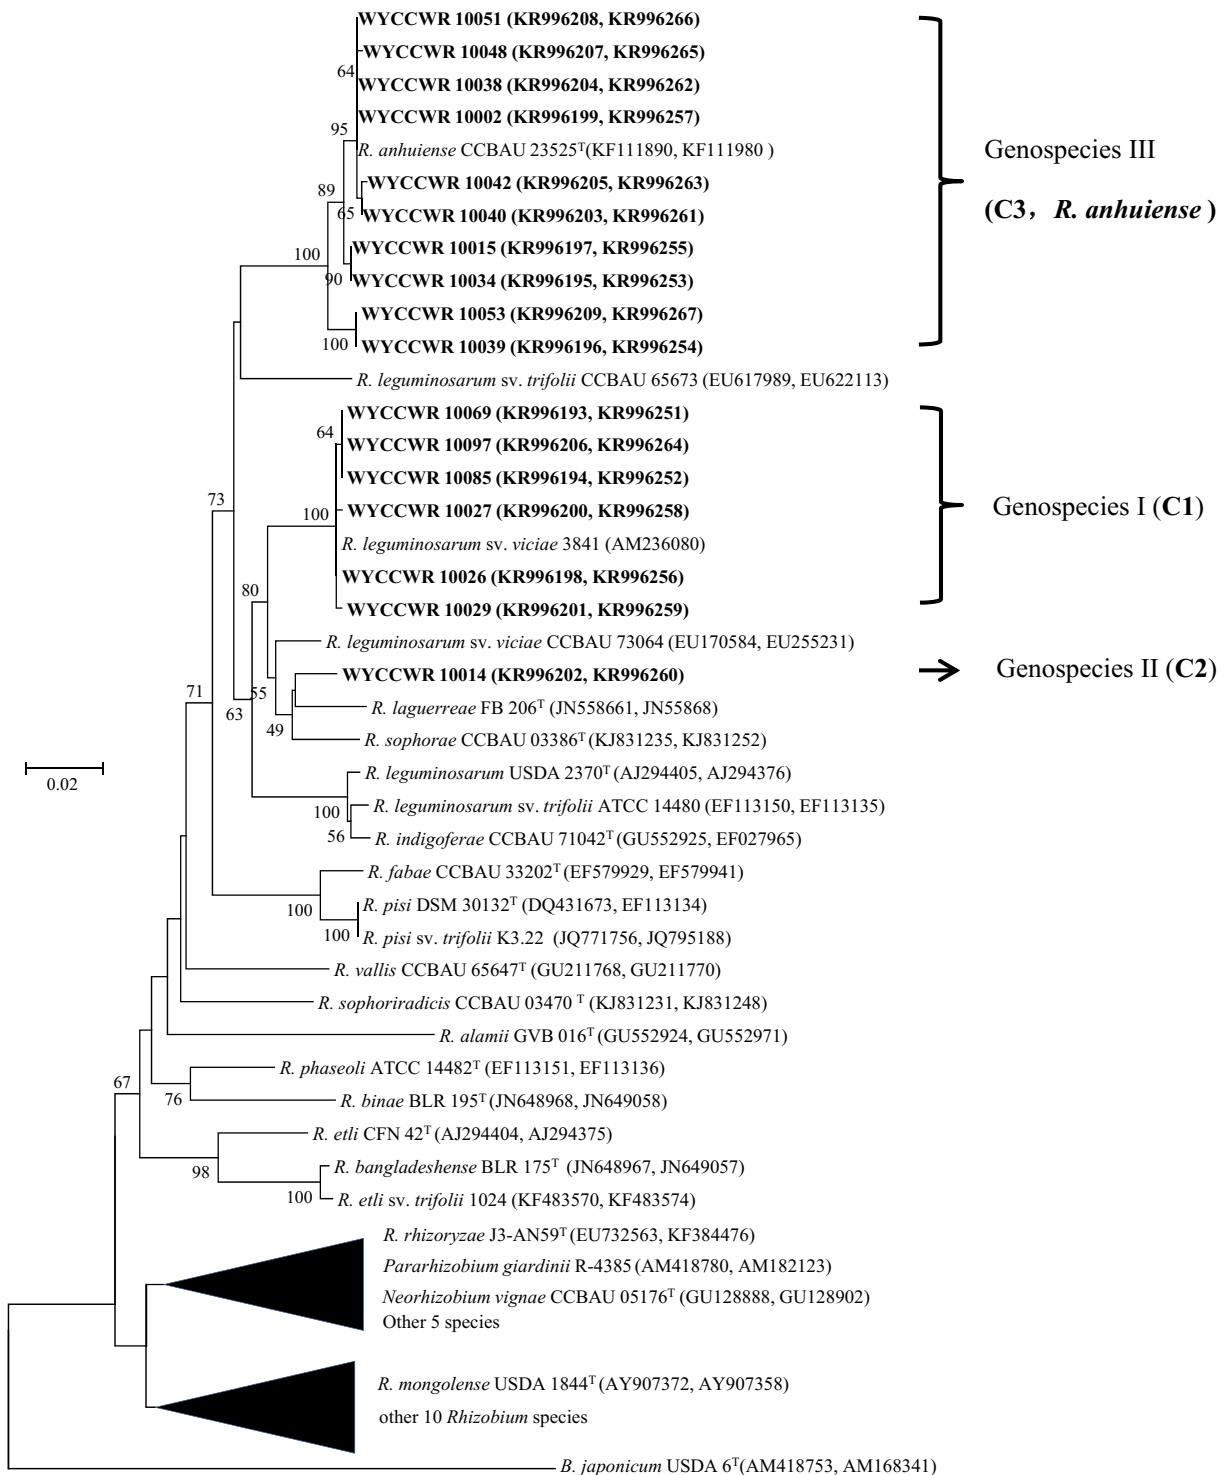 WYCCWR 10051 (KR996208, KR996266)
WYCCWR 10048 (KR996207, KR996265)
64
WYCCWR 10038 (KR996204, KR996262)
WYCCWR 10002 (KR996199, KR996257)
95
R. anhuiense CCBAU 23525T(KF111890, KF111980 )
Genospecies III
WYCCWR 10042 (KR996205, KR996263)
89
65
WYCCWR 10040 (KR996203, KR996261)
(C3, R. anhuiense )
WYCCWR 10015 (KR996197, KR996255)
100
90
WYCCWR 10034 (KR996195, KR996253)
WYCCWR 10053 (KR996209, KR996267)
100
WYCCWR 10039 (KR996196, KR996254)
R. leguminosarum sv. trifolii CCBAU 65673 (EU617989, EU622113)
WYCCWR 10069 (KR996193, KR996251)
64
WYCCWR 10097 (KR996206, KR996264)
WYCCWR 10085 (KR996194, KR996252)
73
100
WYCCWR 10027 (KR996200, KR996258)
Genospecies I (C1)
R. leguminosarum sv. viciae 3841 (AM236080)
WYCCWR 10026 (KR996198, KR996256)
80
WYCCWR 10029 (KR996201, KR996259)
R. leguminosarum sv. viciae CCBAU 73064 (EU170584, EU255231)
WYCCWR 10014 (KR996202, KR996260)
Genospecies II (C2)
71
55
63
R. laguerreae FB 206T (JN558661, JN55868)
49
R. sophorae CCBAU 03386T (KJ831235, KJ831252)
0.02
R. leguminosarum USDA 2370T (AJ294405, AJ294376)
100
R. leguminosarum sv. trifolii ATCC 14480 (EF113150, EF113135)
56
R. indigoferae CCBAU 71042T (GU552925, EF027965)
R. fabae CCBAU 33202T (EF579929, EF579941)
100
R. pisi DSM 30132T (DQ431673, EF113134)
100
R. pisi sv. trifolii K3.22 (JQ771756, JQ795188)
R. vallis CCBAU 65647T (GU211768, GU211770)
R. sophoriradicis CCBAU 03470 T (KJ831231, KJ831248)
R. alamii GVB 016T (GU552924, GU552971)
R. phaseoli ATCC 14482T (EF113151, EF113136)
67
76
R. binae BLR 195T (JN648968, JN649058)
R. etli CFN 42T (AJ294404, AJ294375)
98
R. bangladeshense BLR 175T (JN648967, JN649057)
100
R. etli sv. trifolii 1024 (KF483570, KF483574)
R. rhizoryzae J3-AN59T (EU732563, KF384476)
Pararhizobium giardinii R-4385 (AM418780, AM182123)
Neorhizobium vignae CCBAU 05176T (GU128888, GU128902)
Other 5 species
R. mongolense USDA 1844T (AY907372, AY907358)
other 10 Rhizobium species
B. japonicum USDA 6T(AM418753, AM168341)